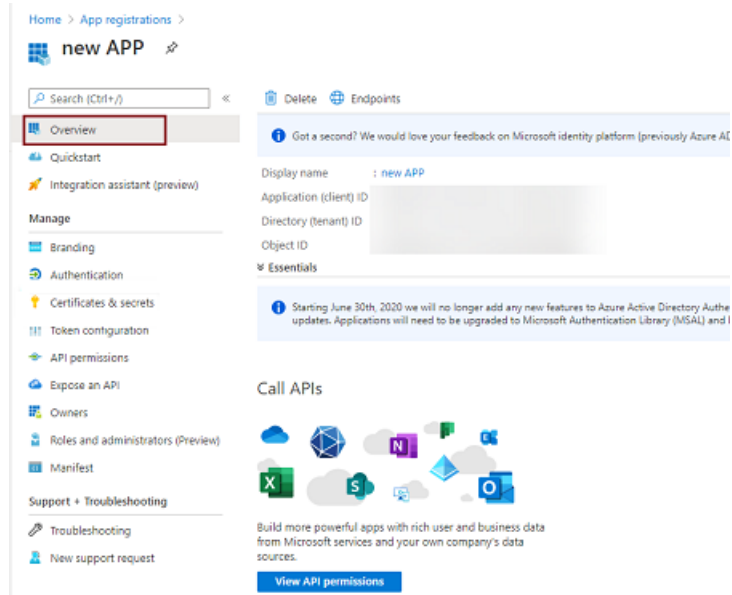 Home > App registrations >
new APP
Search (Ctrl+/)
«
Delete
Endpoints
Overview
Got a second? We would love your feedback on Microsoft identity platform (previously Azure AD
Quickstart
Integration assistant (preview)
Display name : new APP
Application (client) ID
Directory (tenant) ID
Object ID
Essentials
Manage
Branding
Authentication
Certificates & secrets
Token configuration
API permissions
Expose an API
Owners
Roles and administrators (Preview)
Manifest
Support + Troubleshooting
Troubleshooting
New support request
Starting June 30th, 2020 we will no longer add any new features to Azure Active Directory Authe
updates. Applications will need to be upgraded to Microsoft Authentication Library (MSAL) and
Call APIs
N
X
S
O
Build more powerful apps with rich user and business data
from Microsoft services and your own company's data
sources.
View API permissions